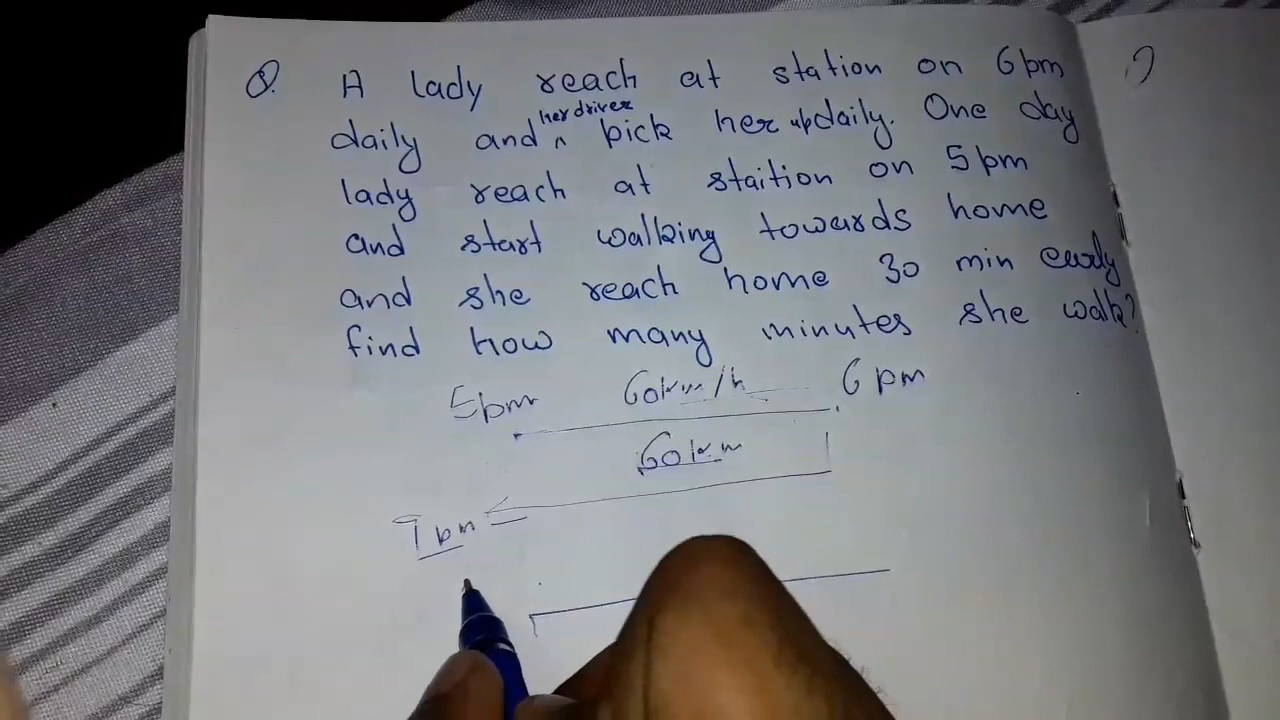 Q. A lady reach at station on 6pm
daily and her driver pick her up daily. One day
lady reach at staition on 5pm
and start walking towards home
and she reach home 30 min early
find how many minutes she walk?
5pm 60km/h 6pm
60km
7pm